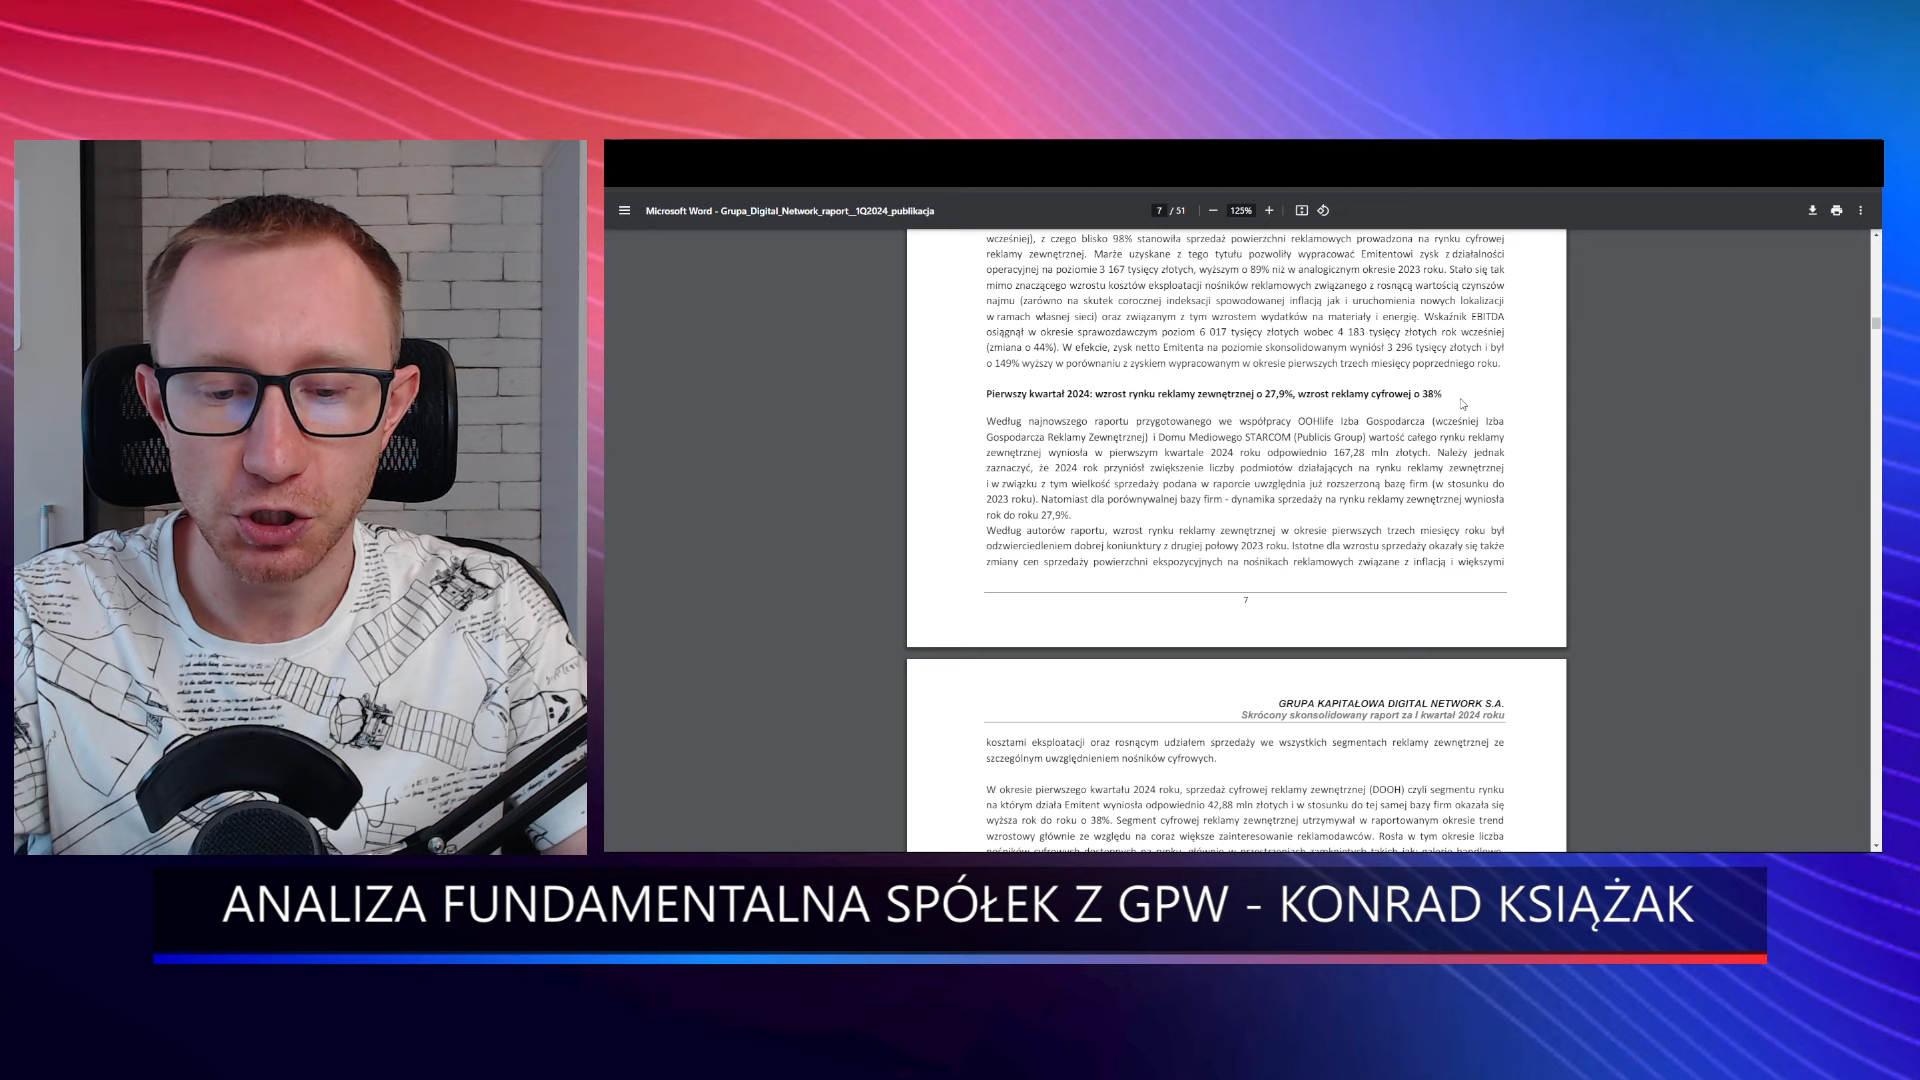 Microsoft Word - Grupa_Digital_Network_raport__1Q2024_publikacja
7 / 51
125%
wcześniej), z czego blisko 98% stanowiła sprzedaż powierzchni reklamowych prowadzona na rynku cyfrowej
reklamy zewnętrznej. Marże uzyskane z tego tytułu pozwoliły wypracować Emitentowi zysk z działalności
operacyjnej na poziomie 3 167 tysięcy złotych, wyższym o 89% niż w analogicznym okresie 2023 roku. Stało się tak
mimo znaczącego wzrostu kosztów eksploatacji nośników reklamowych związanego z rosnącą wartością czynszów
najmu (zarówno na skutek corocznej indeksacji spowodowanej inflacją jak i uruchomienia nowych lokalizacji
w ramach własnej sieci) oraz związanym z tym wzrostem wydatków na materiały i energię. Wskaźnik EBITDA
osiągnął w okresie sprawozdawczym poziom 6 017 tysięcy złotych wobec 4 183 tysięcy złotych rok wcześniej
(zmiana o 44%). W efekcie, zysk netto Emitenta na poziomie skonsolidowanym wyniósł 3 296 tysięcy złotych i był
o 149% wyższy w porównaniu z zyskiem wypracowanym w okresie pierwszych trzech miesięcy poprzedniego roku.
Pierwszy kwartał 2024: wzrost rynku reklamy zewnętrznej o 27,9%, wzrost reklamy cyfrowej o 38%
Według najnowszego raportu przygotowanego we współpracy OOHlife Izba Gospodarcza (wcześniej Izba
Gospodarcza Reklamy Zewnętrznej) i Domu Mediowego STARCOM (Publicis Group) wartość całego rynku reklamy
zewnętrznej wyniosła w pierwszym kwartale 2024 roku odpowiednio 167,28 mln złotych. Należy jednak
zaznaczyć, że 2024 rok przyniósł zwiększenie liczby podmiotów działających na rynku reklamy zewnętrznej
i w związku z tym wielkość sprzedaży podana w raporcie uwzględnia już rozszerzoną bazę firm (w stosunku do
2023 roku). Natomiast dla porównywalnej bazy firm - dynamika sprzedaży na rynku reklamy zewnętrznej wyniosła
rok do roku 27,9%.
Według autorów raportu, wzrost rynku reklamy zewnętrznej w okresie pierwszych trzech miesięcy roku był
odzwierciedleniem dobrej koniunktury z drugiej połowy 2023 roku. Istotne dla wzrostu sprzedaży okazały się także
zmiany cen sprzedaży powierzchni ekspozycyjnych na nośnikach reklamowych związane z inflacją i większymi
7
GRUPA KAPITAŁOWA DIGITAL NETWORK S.A.
Skrócony skonsolidowany raport za I kwartał 2024 roku
kosztami eksploatacji oraz rosnącym udziałem sprzedaży we wszystkich segmentach reklamy zewnętrznej ze
szczególnym uwzględnieniem nośników cyfrowych.
W okresie pierwszego kwartału 2024 roku, sprzedaż cyfrowej reklamy zewnętrznej (DOOH) czyli segmentu rynku
na którym działa Emitent wyniosła odpowiednio 42,88 mln złotych i w stosunku do tej samej bazy firm okazała się
wyższa rok do roku o 38%. Segment cyfrowej reklamy zewnętrznej utrzymywał w raportowanym okresie trend
wzrostowy głównie ze względu na coraz większe zainteresowanie reklamodawców. Rosła w tym okresie liczba
nośników cyfrowych dostępnych na rynku, głównie w przestrzeniach zamkniętych takich jak: galerie handlowe,
ANALIZA FUNDAMENTALNA SPÓŁEK Z GPW - KONRAD KSIĄŻAK